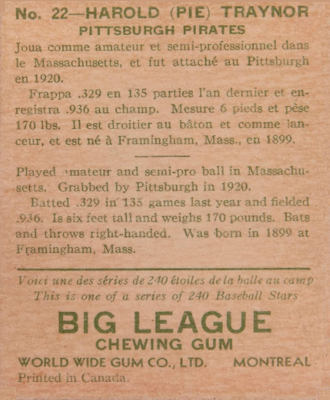 No. 22—HAROLD (PIE) TRAYNOR
PITTSBURGH PIRATES
Joua comme amateur et semi-professionnel dans
le Massachusetts, et fut attaché au Pittsburgh
en 1920.
Frappa .329 en 135 parties l'an dernier et en-
registra .936 au champ. Mesure 6 pieds et pèse
170 lbs. Il est droitier au bâton et comme lan-
ceur, et est né à Framingham, Mass., en 1899.
Played amateur and semi-pro ball in Massachu-
setts. Grabbed by Pittsburgh in 1920.
Batted .329 in 135 games last year and fielded
.936. Is six feet tall and weighs 170 pounds. Bats
and throws right-handed. Was born in 1899 at
Framingham, Mass.
Voici une des séries de 240 étoiles de la balle au camp
This is one of a series of 240 Baseball Stars
BIG LEAGUE
CHEWING GUM
WORLD WIDE GUM CO., LTD. MONTREAL
Printed in Canada.